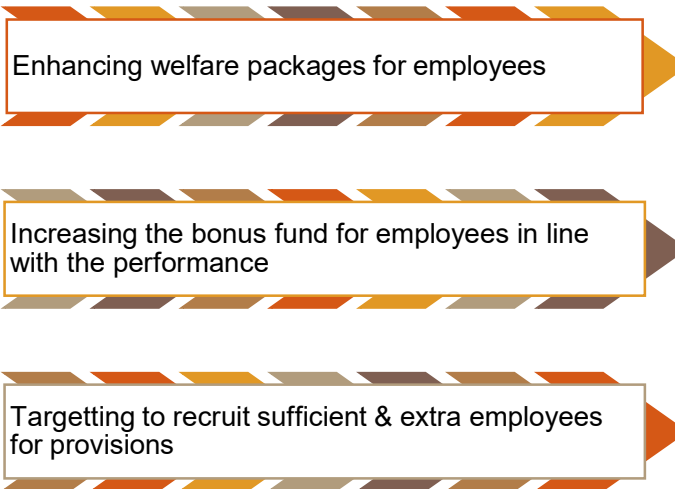 Enhancing welfare packages for employees
Increasing the bonus fund for employees in line
with the performance
Targetting to recruit sufficient & extra employees
for provisions